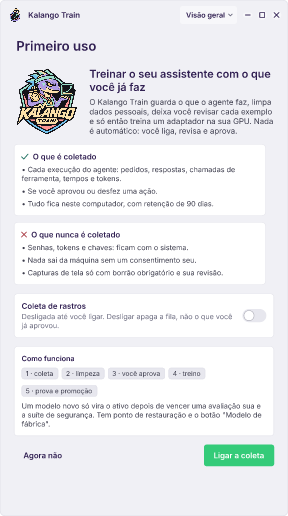 Kalango Train
Visão geral
Primeiro uso
KALANGO
TRAIN
Treinar o seu assistente com o que
você já faz
O Kalango Train guarda o que o agente faz, limpa
dados pessoais, deixa você revisar cada exemplo
e só então treina um adaptador na sua GPU. Nada
é automático: você liga, revisa e aprova.
O que é coletado
• Cada execução do agente: pedidos, respostas, chamadas de
ferramenta, tempos e tokens.
• Se você aprovou ou desfez uma ação.
• Tudo fica neste computador, com retenção de 90 dias.
O que nunca é coletado
• Senhas, tokens e chaves: ficam com o sistema.
• Nada sai da máquina sem um consentimento seu.
• Capturas de tela só com borrão obrigatório e sua revisão.
Coleta de rastros
Desligada até você ligar. Desligar apaga a fila, não o que você
já aprovou.
Como funciona
1 · coleta
2 · limpeza
3 · você aprova
4 · treino
5 · prova e promoção
Um modelo novo só vira o ativo depois de vencer uma avaliação sua e
a suíte de segurança. Tem ponto de restauração e o botão "Modelo de
fábrica".
Agora não
Ligar a coleta